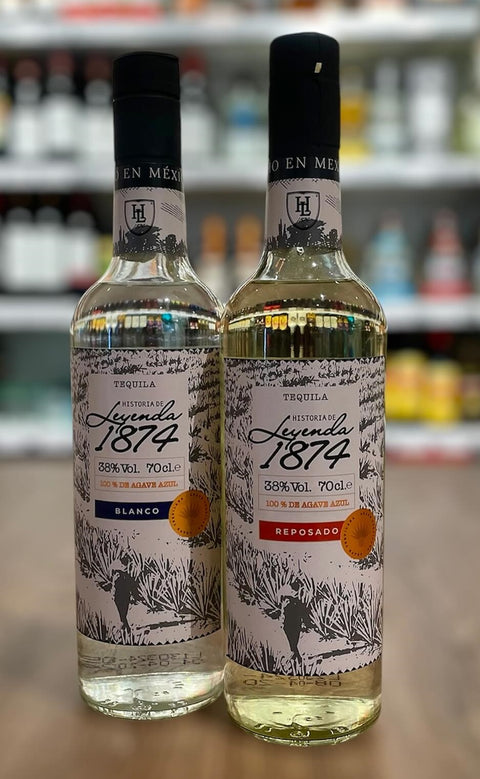 O EN MÉXI
HL
TEQUILA
HISTORIA DE
Leyenda
1874
38%Vol. 70cl.e
100 % DE AGAVE AZUL
BLANCO
O EN MEX
HL
TEQUILA
HISTORIA DE
Leyenda
1874
38%Vol. 70cl.e
100 % DE AGAVE AZUL
REPOSADO